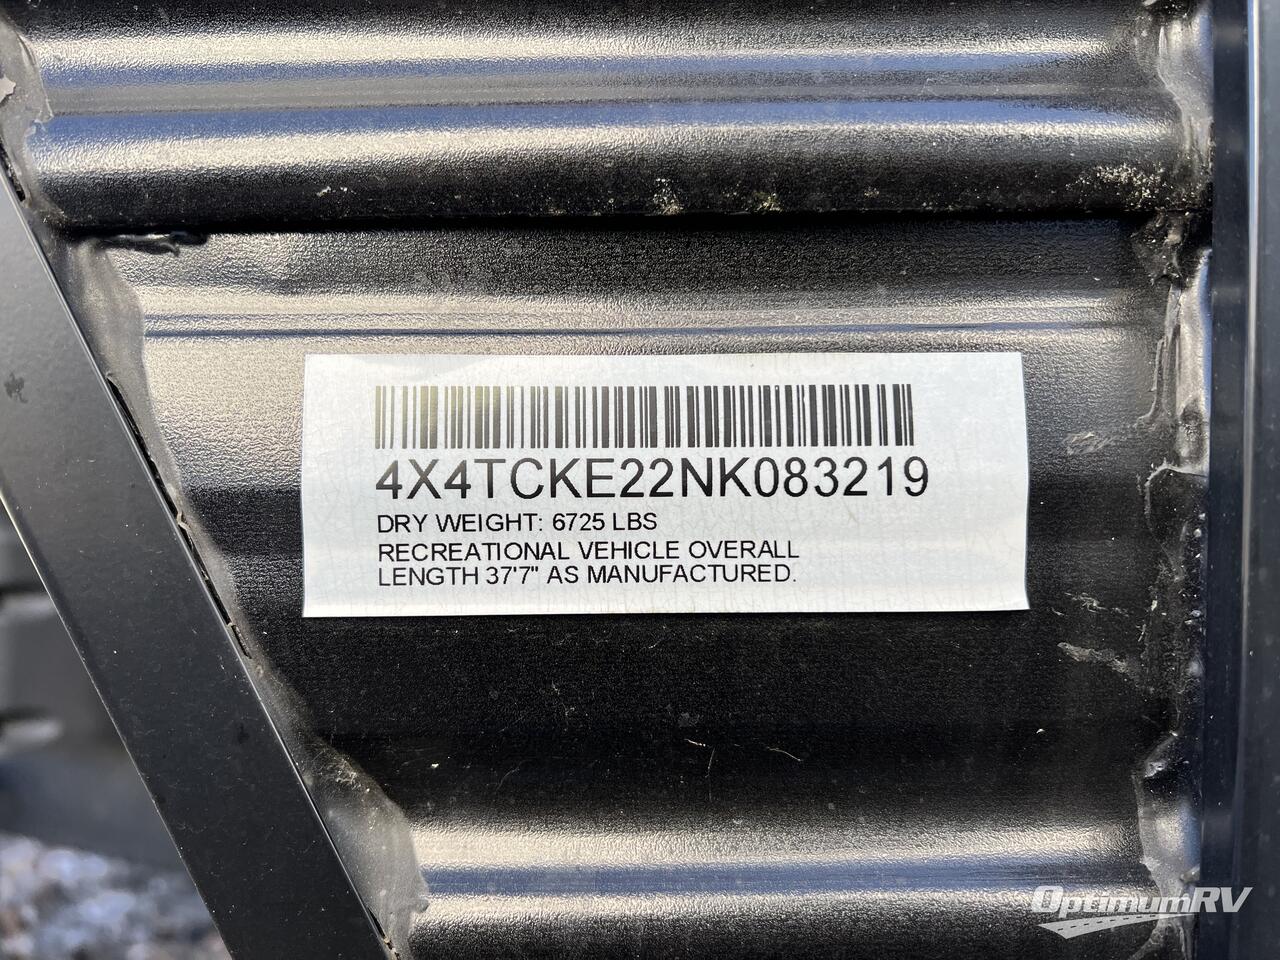 4X4TCKE22NK083219
DRY WEIGHT: 6725 LBS
RECREATIONAL VEHICLE OVERALL
LENGTH 37'7" AS MANUFACTURED.
OptimumRV